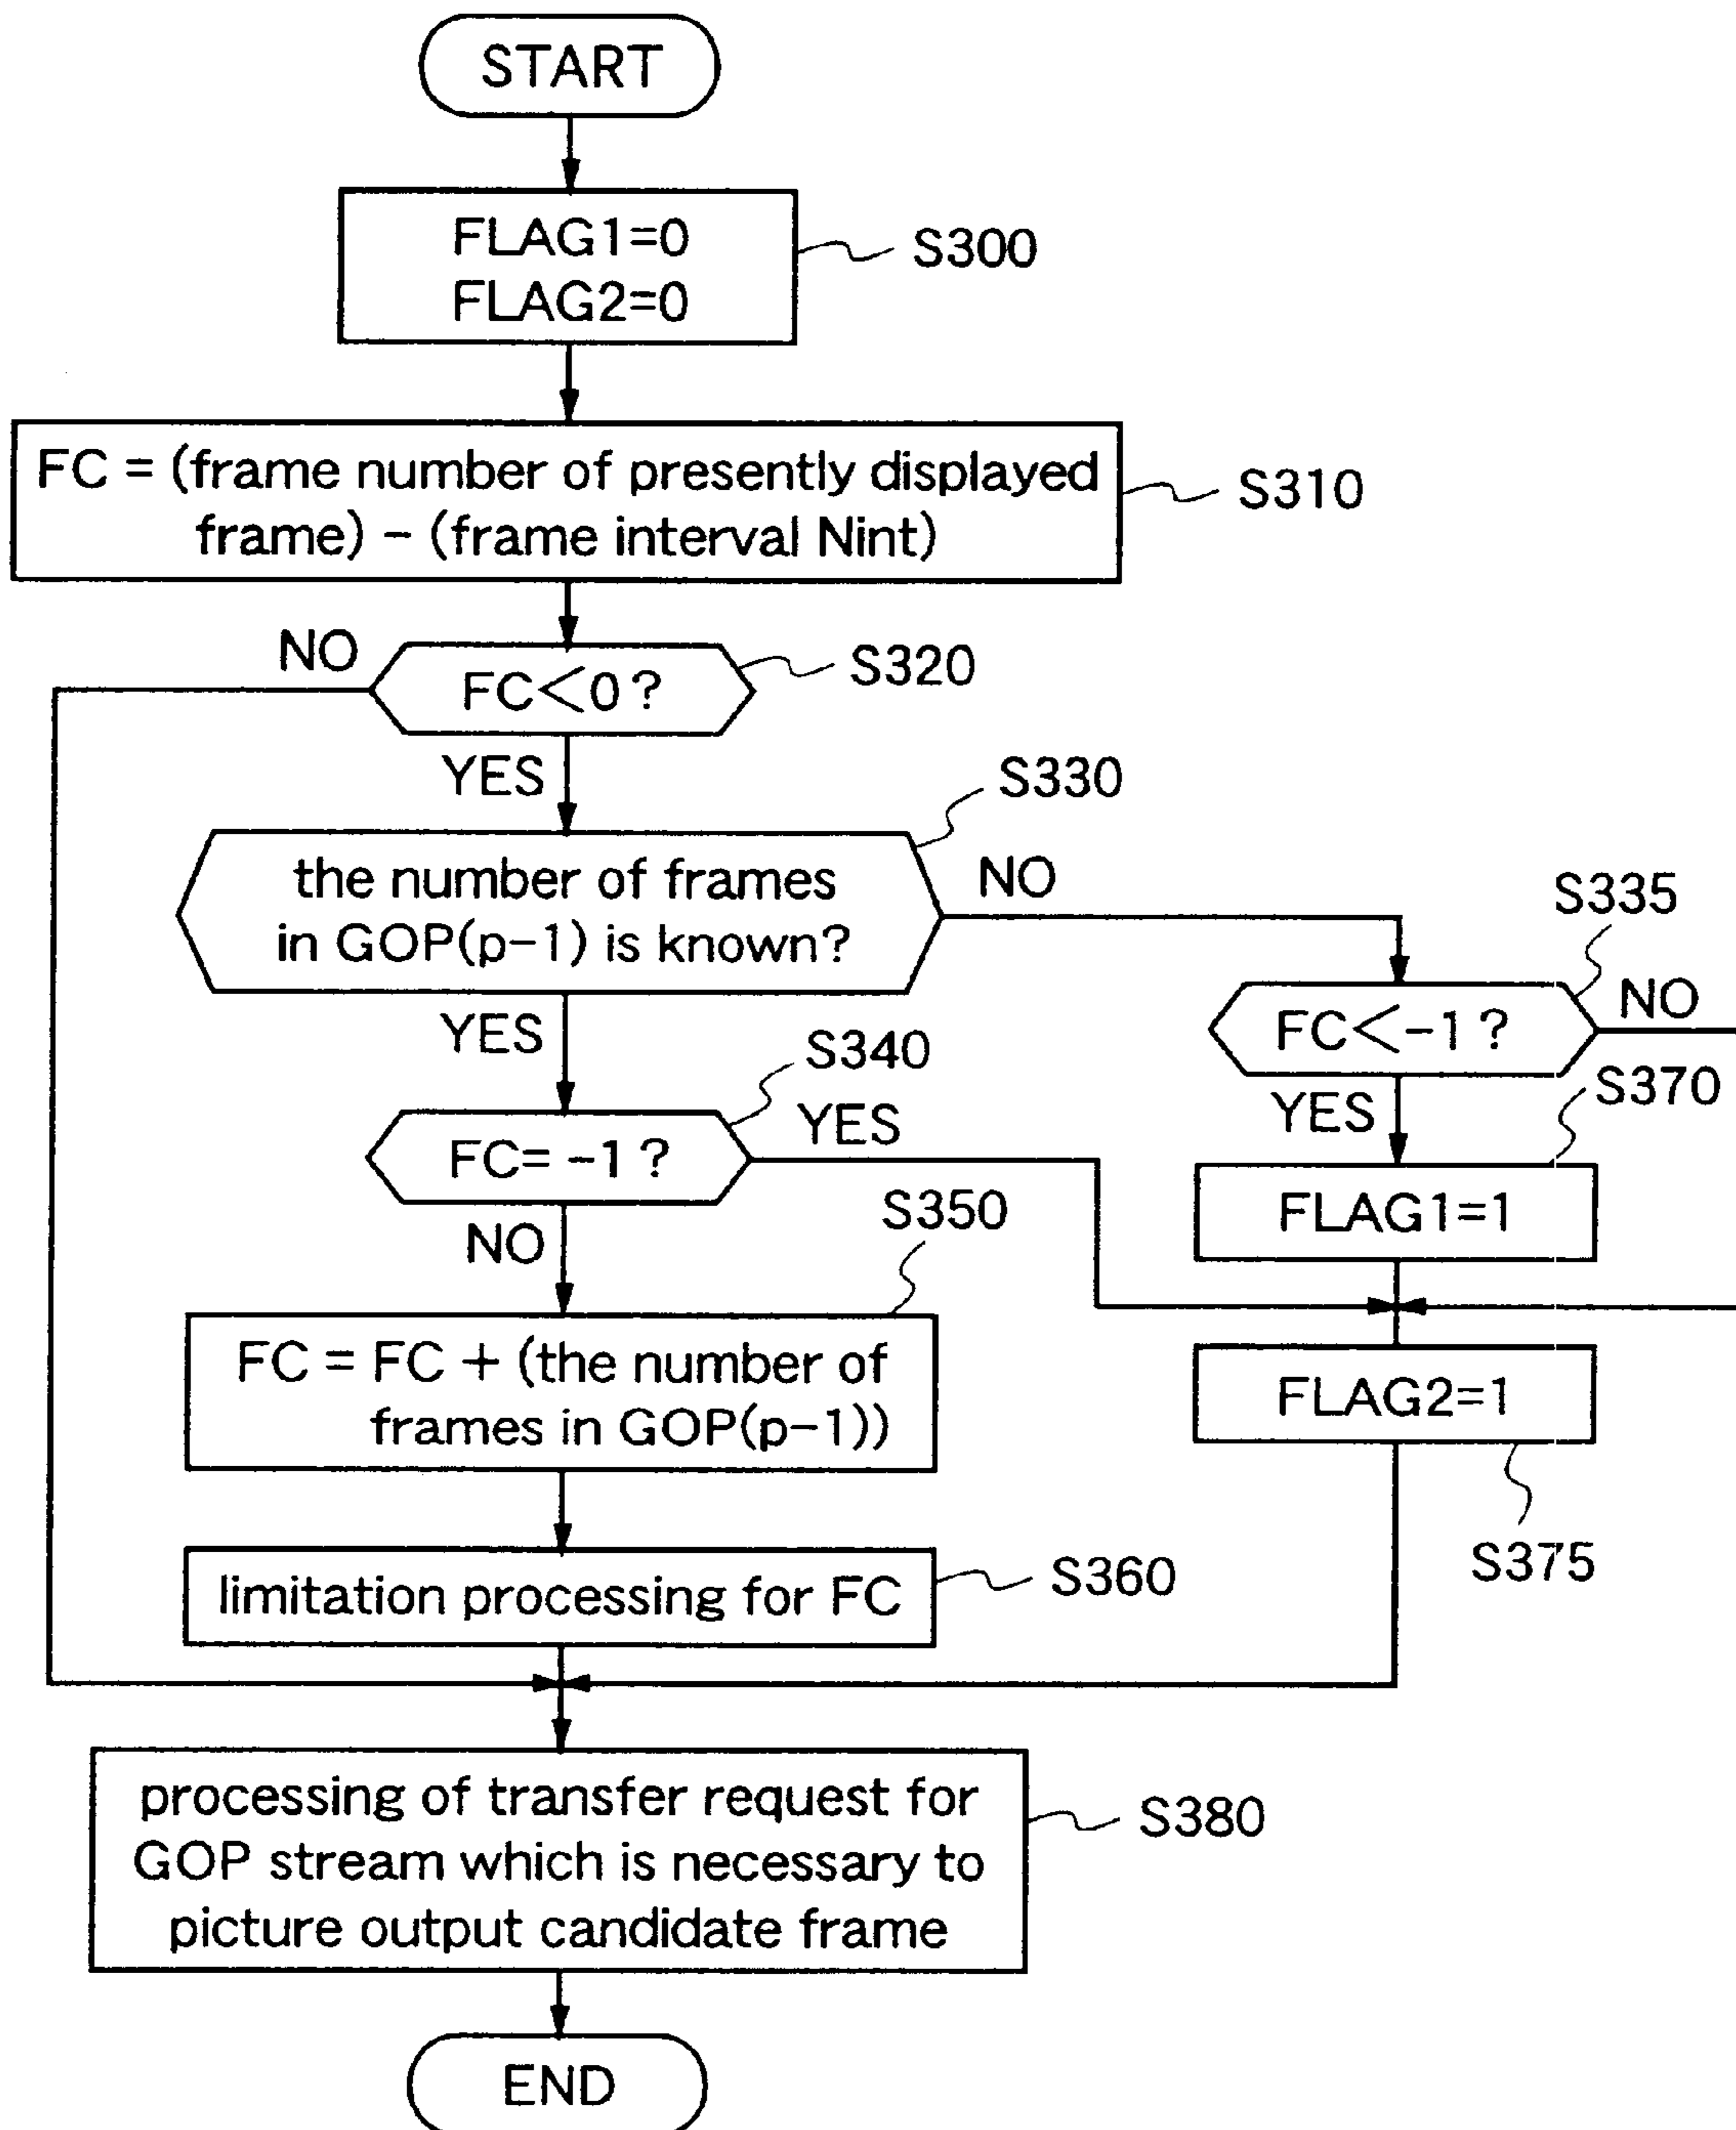 START
FLAG1=0
FLAG2=0
S300
FC = (frame number of presently displayed
frame) - (frame interval Nint)
S310
NO
FC<0?
S320
YES
S330
the number of frames
in GOP(p-1) is known?
NO
S335
FC<-1?
NO
YES
S340
S370
FC= -1?
YES
YES
FLAG1=1
NO
S350
FC = FC + (the number of
frames in GOP(p-1))
FLAG2=1
S375
limitation processing for FC
S360
processing of transfer request for
GOP stream which is necessary to
picture output candidate frame
S380
END